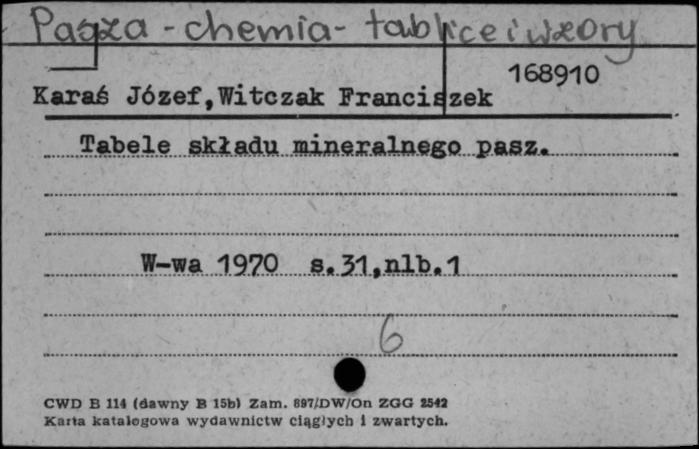 Pasza - chemia - tablice i wzory
168910
Karaś Józef,Witczak Franciszek
Tabele składu mineralnego pasz.
W-wa 1970 s.31,nlb.1
6
CWD B 114 (dawny B 15b) Zam. 897/DW/On ZGG 2542
Karta katalogowa wydawnictw ciągłych i zwartych.